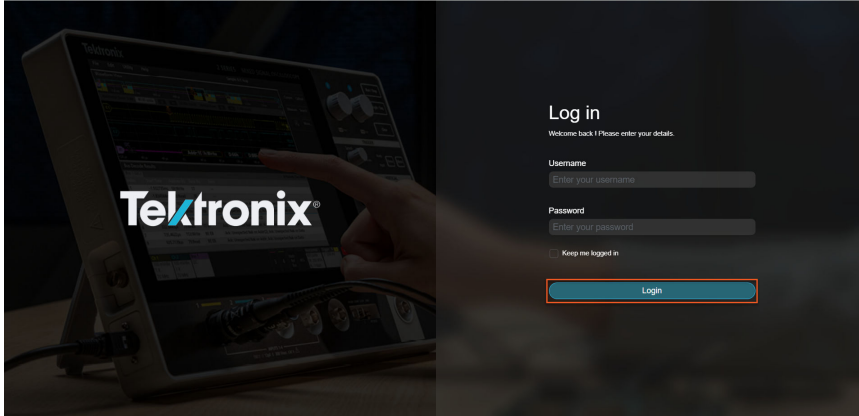 Tektronix
Tektronix®
Log in
Welcome back ! Please enter your details.
Username
Enter your username
Password
Enter your password
Keep me logged in
Login